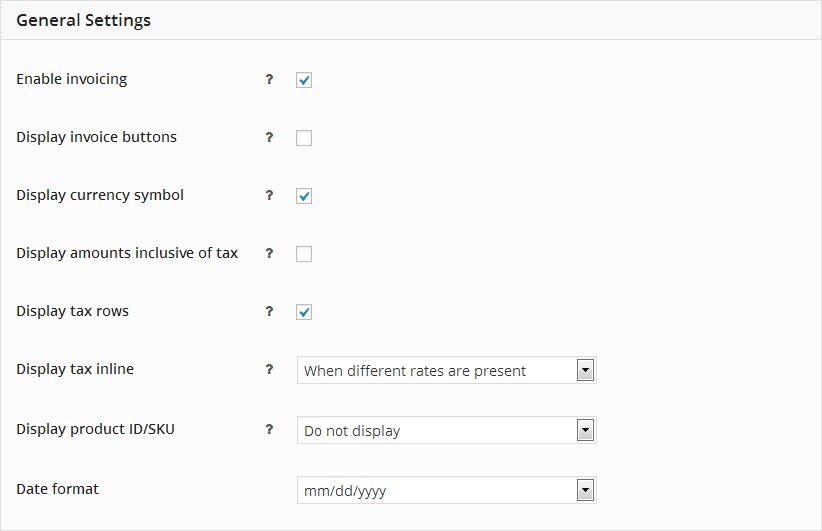 General Settings
Enable invoicing ?
Display invoice buttons ?
Display currency symbol ?
Display amounts inclusive of tax ?
Display tax rows ?
Display tax inline ? When different rates are present
Display product ID/SKU ? Do not display
Date format mm/dd/yyyy